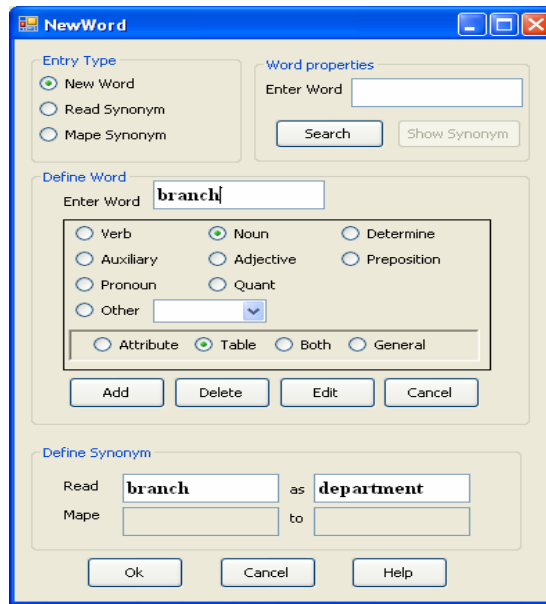 NewWord
Entry Type
New Word
Read Synonym
Mape Synonym
Word properties
Enter Word
Search Show Synonym
Define Word
Enter Word branch
Verb Noun Determine
Auxiliary Adjective Preposition
Pronoun Quant
Other
Attribute Table Both General
Add Delete Edit Cancel
Define Synonym
Read branch as department
Mape to
Ok Cancel Help